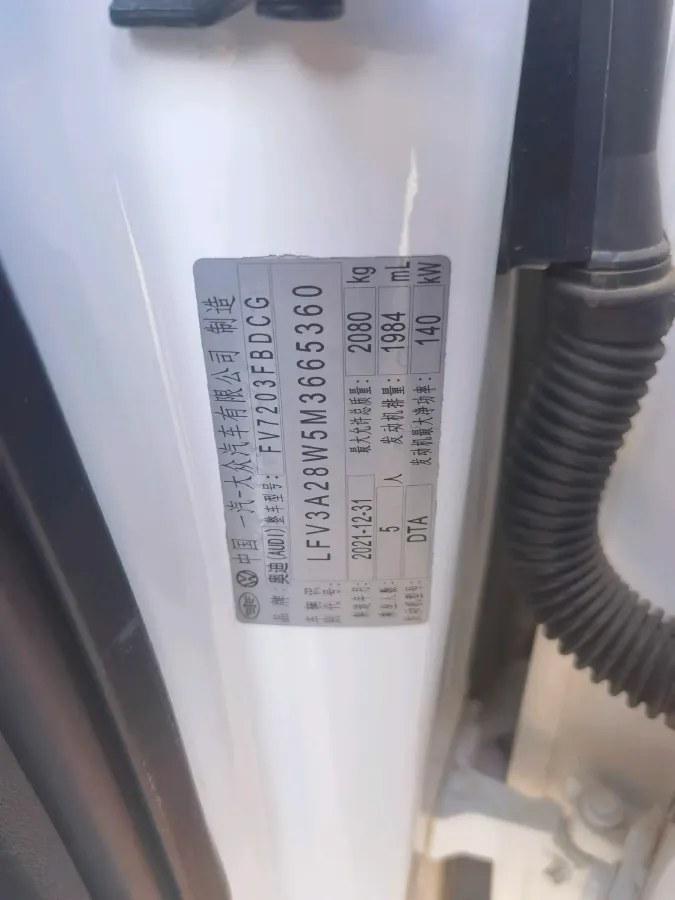 中国 一汽-大众汽车有限公司 制造
品牌: 奥迪(AUDI) 整车型号: FV7203FBDCG
车辆识别代号: LFV3A28W5M3665360
制造年月 2021-12-31 最大允许总质量: 2080 kg
乘坐人数: 5 人 发动机排量: 1984 mL
发动机型号: DTA 发动机最大净功率: 140 kW